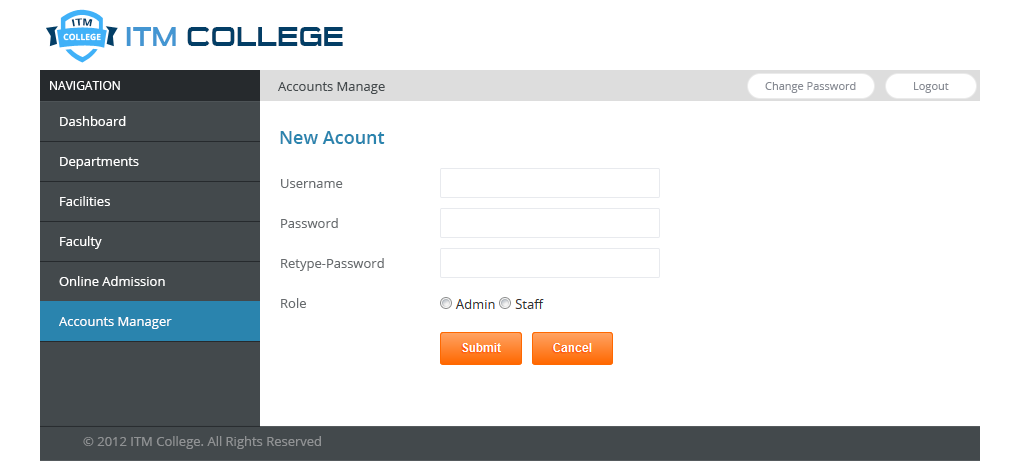 ITM
COLLEGE
ITM COLLEGE
NAVIGATION
Accounts Manage
Change Password
Logout
Dashboard
Departments
Facilities
Faculty
Online Admission
Accounts Manager
New Acount
Username
Password
Retype-Password
Role
Admin
Staff
Submit
Cancel
© 2012 ITM College. All Rights Reserved